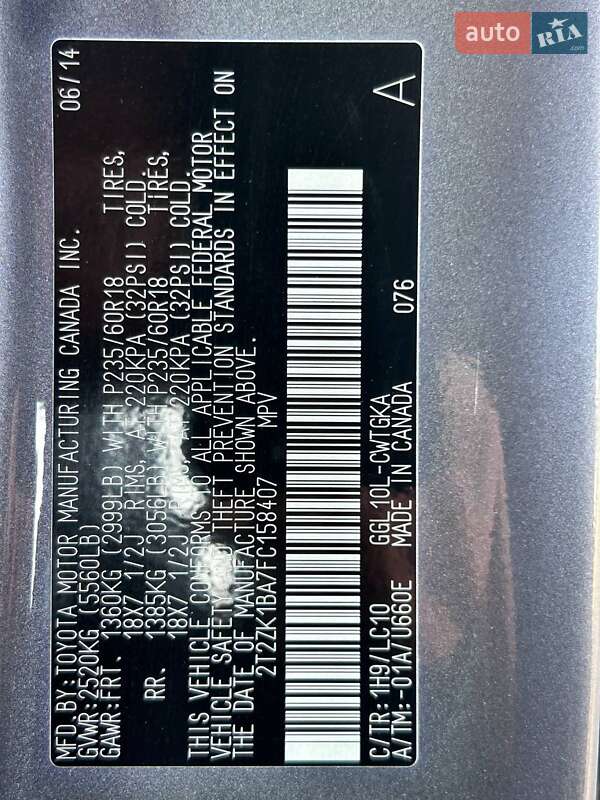 MFD.BY:TOYOTA MOTOR MANUFACTURING CANADA INC. 06/14
GVWR:2520KG (5560LB)
GAWR:FRT. 1360KG (2999LB) WITH P235/60R18 TIRES,
18X7 1/2J RIMS, AT 220KPA (32PSI) COLD.
RR. 1385KG (3056LB) WITH P235/60R18 TIRES,
18X7 1/2J 220KPA (32PSI) COLD.
THIS VEHICLE CONFORMS TO ALL APPLICABLE FEDERAL MOTOR
VEHICLE SAFETY AND THEFT PREVENTION STANDARDS IN EFFECT ON
THE DATE OF MANUFACTURE SHOWN ABOVE.
2T2ZK1BA7FC158407 MPV
C/TR:1H9/LC10 GGL10L-CWTGKA 076 A
A/TM:-01A/U660E MADE IN CANADA
auto RIA.com